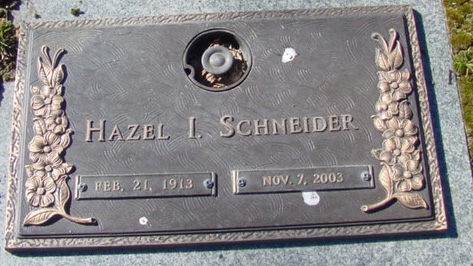 HAZEL I. SCHNEIDER
FEB, 21, 1913
NOV. 7, 2003